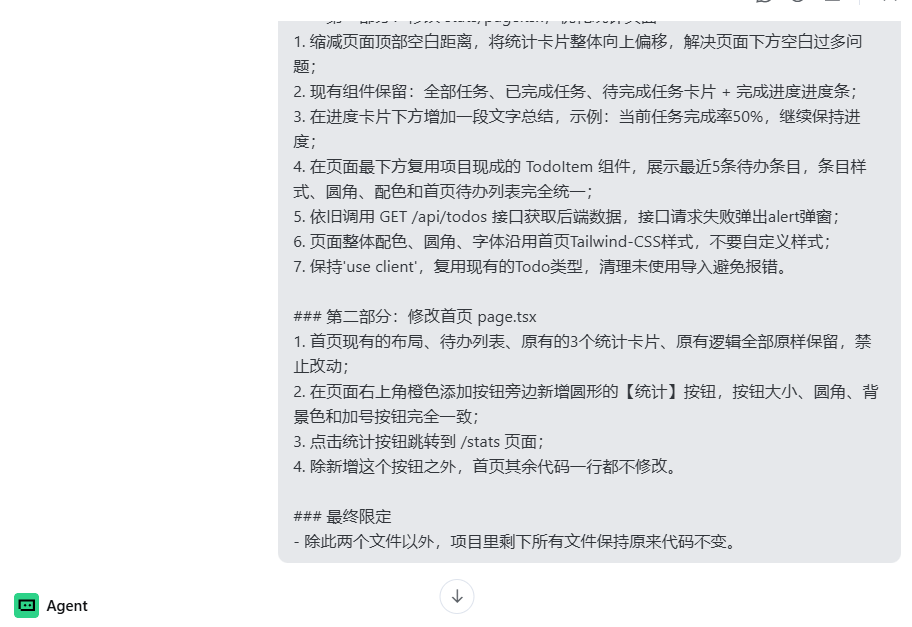 第一部分：修改 stats/page.tsx，优化统计页面
1. 缩减页面顶部空白距离，将统计卡片整体向上偏移，解决页面下方空白过多问
题；
2. 现有组件保留：全部任务、已完成任务、待完成任务卡片 + 完成进度进度条；
3. 在进度卡片下方增加一段文字总结，示例：当前任务完成率50%，继续保持进
度；
4. 在页面最下方复用项目现成的 TodoItem 组件，展示最近5条待办条目，条目样
式、圆角、配色和首页待办列表完全统一；
5. 依旧调用 GET /api/todos 接口获取后端数据，接口请求失败弹出alert弹窗；
6. 页面整体配色、圆角、字体沿用首页Tailwind-CSS样式，不要自定义样式；
7. 保持'use client'，复用现有的Todo类型，清理未使用导入避免报错。
### 第二部分：修改首页 page.tsx
1. 首页现有的布局、待办列表、原有的3个统计卡片、原有逻辑全部原样保留，禁
止改动；
2. 在页面右上角橙色添加按钮旁边新增圆形的【统计】按钮，按钮大小、圆角、背
景色和加号按钮完全一致；
3. 点击统计按钮跳转到 /stats 页面；
4. 除新增这个按钮之外，首页其余代码一行都不修改。
### 最终限定
- 除此两个文件以外，项目里剩下所有文件保持原来代码不变。
Agent